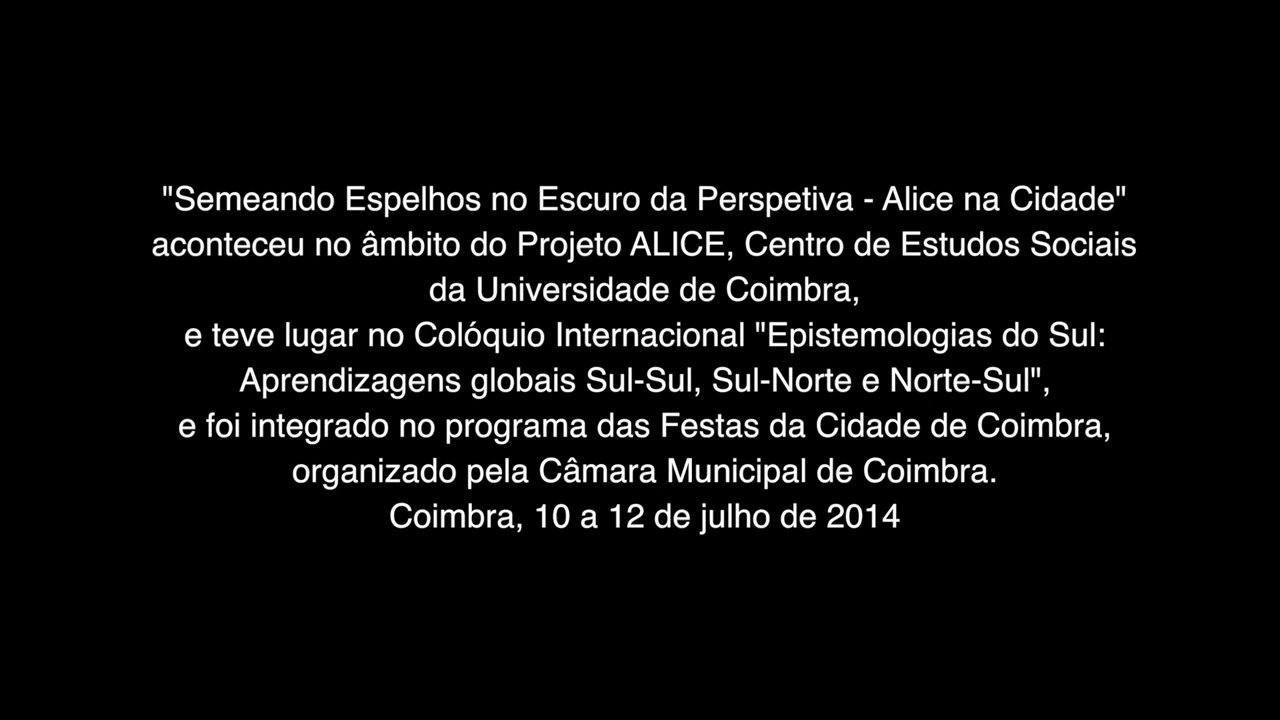 "Semeando Espelhos no Escuro da Perspetiva - Alice na Cidade"
aconteceu no âmbito do Projeto ALICE, Centro de Estudos Sociais
da Universidade de Coimbra,
e teve lugar no Colóquio Internacional "Epistemologias do Sul:
Aprendizagens globais Sul-Sul, Sul-Norte e Norte-Sul",
e foi integrado no programa das Festas da Cidade de Coimbra,
organizado pela Câmara Municipal de Coimbra.
Coimbra, 10 a 12 de julho de 2014